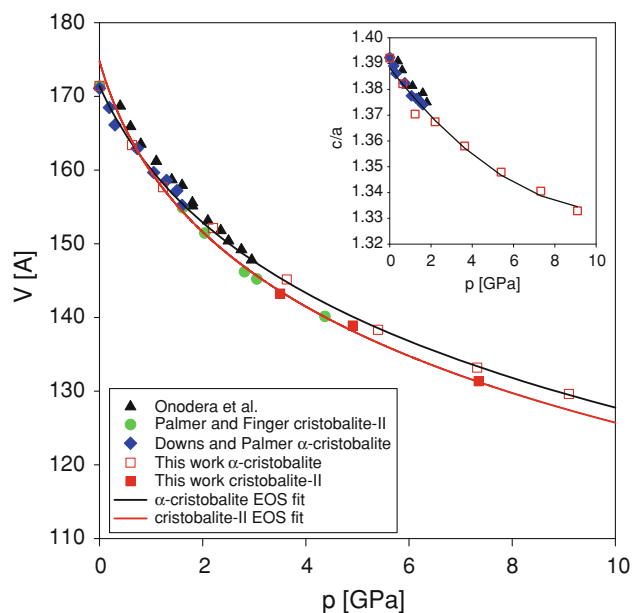 180
170
160
150
140
130
120
110
V [A]
0
2
4
6
8
10
p [GPa]
1.40
1.39
1.38
1.37
1.36
1.35
1.34
1.33
1.32
c/a
0
2
4
6
8
10
p [GPa]
Onodera et al.
Palmer and Finger cristobalite-II
Downs and Palmer α-cristobalite
This work α-cristobalite
This work cristobalite-II
α-cristobalite EOS fit
cristobalite-II EOS fit